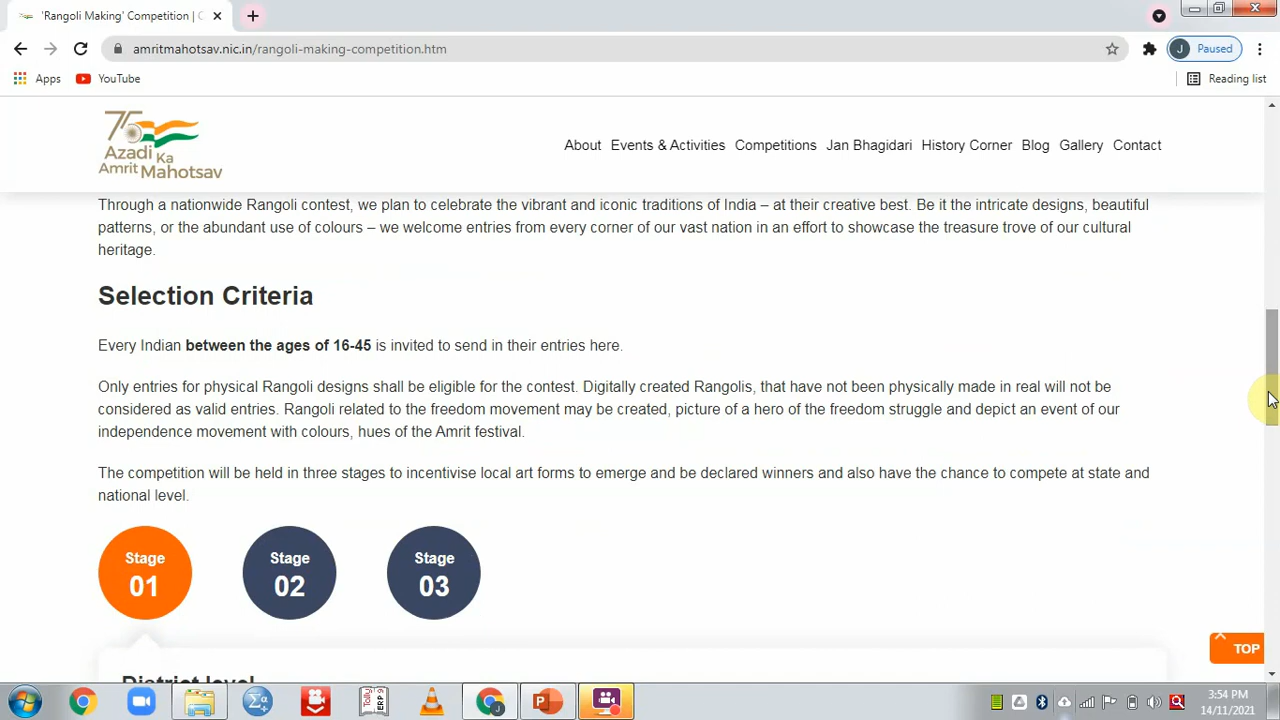 'Rangoli Making' Competition |
amritmahotsav.nic.in/rangoli-making-competition.htm
J Paused
Apps YouTube Reading list
75
Azadi Ka
Amrit Mahotsav
About Events & Activities Competitions Jan Bhagidari History Corner Blog Gallery Contact
Through a nationwide Rangoli contest, we plan to celebrate the vibrant and iconic traditions of India – at their creative best. Be it the intricate designs, beautiful
patterns, or the abundant use of colours – we welcome entries from every corner of our vast nation in an effort to showcase the treasure trove of our cultural
heritage.
Selection Criteria
Every Indian between the ages of 16-45 is invited to send in their entries here.
Only entries for physical Rangoli designs shall be eligible for the contest. Digitally created Rangolis, that have not been physically made in real will not be
considered as valid entries. Rangoli related to the freedom movement may be created, picture of a hero of the freedom struggle and depict an event of our
independence movement with colours, hues of the Amrit festival.
The competition will be held in three stages to incentivise local art forms to emerge and be declared winners and also have the chance to compete at state and
national level.
Stage Stage Stage
01 02 03
TOP
District level
3:54 PM
14/11/2021